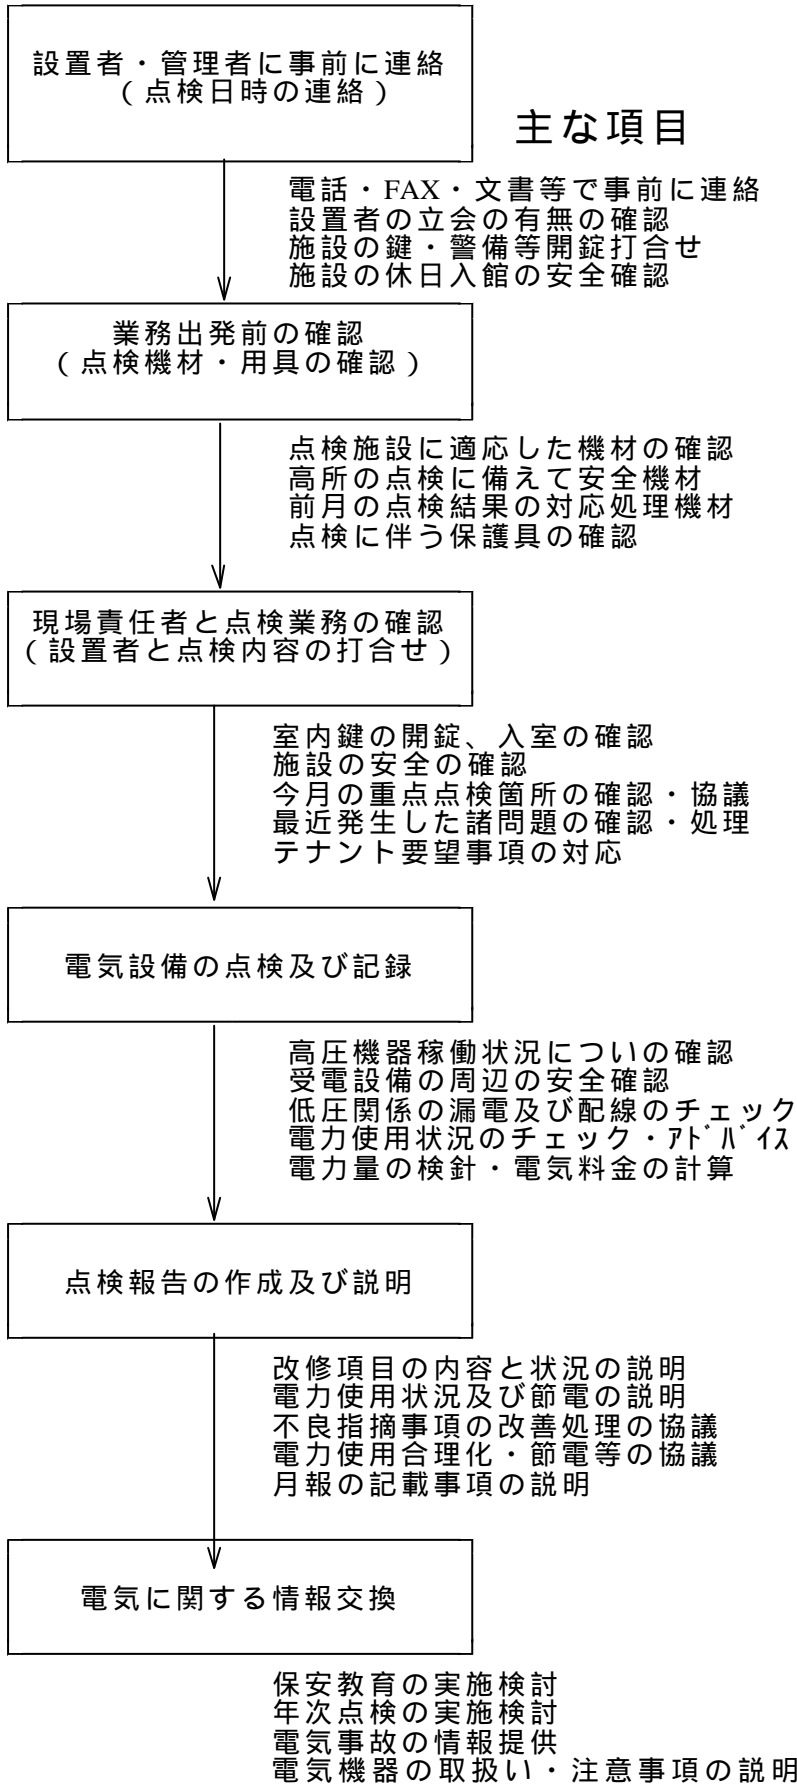 設置者・管理者に事前に連絡
(点検日時の連絡)
主な項目
電話・FAX・文書等で事前に連絡
設置者の立会の有無の確認
施設の鍵・警備等開錠打合せ
施設の休日入館の安全確認
業務出発前の確認
(点検機材・用具の確認)
点検施設に適応した機材の確認
高所の点検に備えて安全機材
前月の点検結果の対応処理機材
点検に伴う保護具の確認
現場責任者と点検業務の確認
(設置者と点検内容の打合せ)
室内鍵の開錠、入室の確認
施設の安全の確認
今月の重点点検箇所の確認・協議
最近発生した諸問題の確認・処理
テナント要望事項の対応
電気設備の点検及び記録
高圧機器稼働状況についの確認
受電設備の周辺の安全確認
低圧関係の漏電及び配線のチェック
電力使用状況のチェック・ｱﾄﾞﾊﾞｲｽ
電力量の検針・電気料金の計算
点検報告の作成及び説明
改修項目の内容と状況の説明
電力使用状況及び節電の説明
不良指摘事項の改善処理の協議
電力使用合理化・節電等の協議
月報の記載事項の説明
電気に関する情報交換
保安教育の実施検討
年次点検の実施検討
電気事故の情報提供
電気機器の取扱い・注意事項の説明